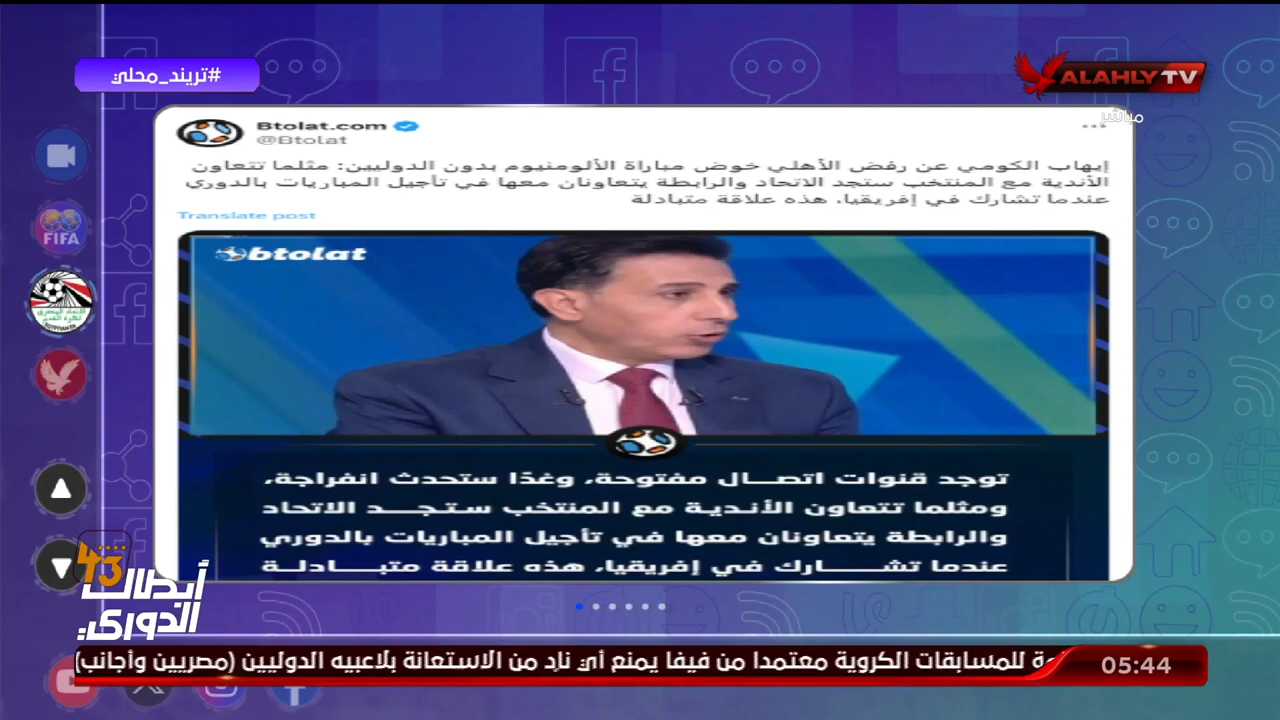 #تريند_محلي
ALAHLY TV
مباشر
Btolat.com
@Btolat
إيهاب الكومي عن رفض الأهلي خوض مباراة الألومنيوم بدون الدوليين: مثلما تتعاون
الأندية مع المنتخب ستجد الاتحاد والرابطة يتعاونان معها في تأجيل المباريات بالدوري
عندما تشارك في إفريقيا، هذه علاقة متبادلة
Translate post
btolat
FIFA
توجد قنوات اتصال مفتوحة، وغدًا ستحدث انفراجة،
ومثلما تتعاون الأندية مع المنتخب ستجد الاتحاد
والرابطة يتعاونان معها في تأجيل المباريات بالدوري
عندما تشارك في إفريقيا، هذه علاقة متبادلة
43
أبطال
الدوري
للمسابقات الكروية معتمدا من فيفا يمنع أي ناد من الاستعانة بلاعبيه الدوليين (مصريين وأجانب)
05:44